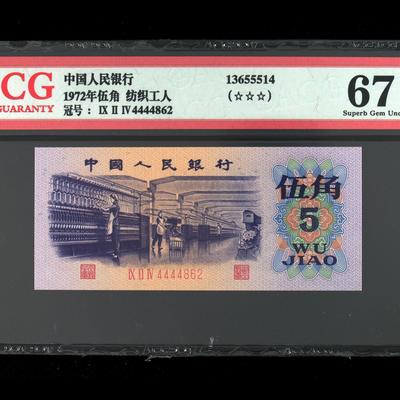 CG
GUARANTY
中国人民银行
1972年伍角 纺织工人
冠号： IX II IV 4444862
13655514
(☆☆☆)
67
Superb Gem Unc
中國人民銀行
伍角
5
WU
JIAO
IX II IV 4444862